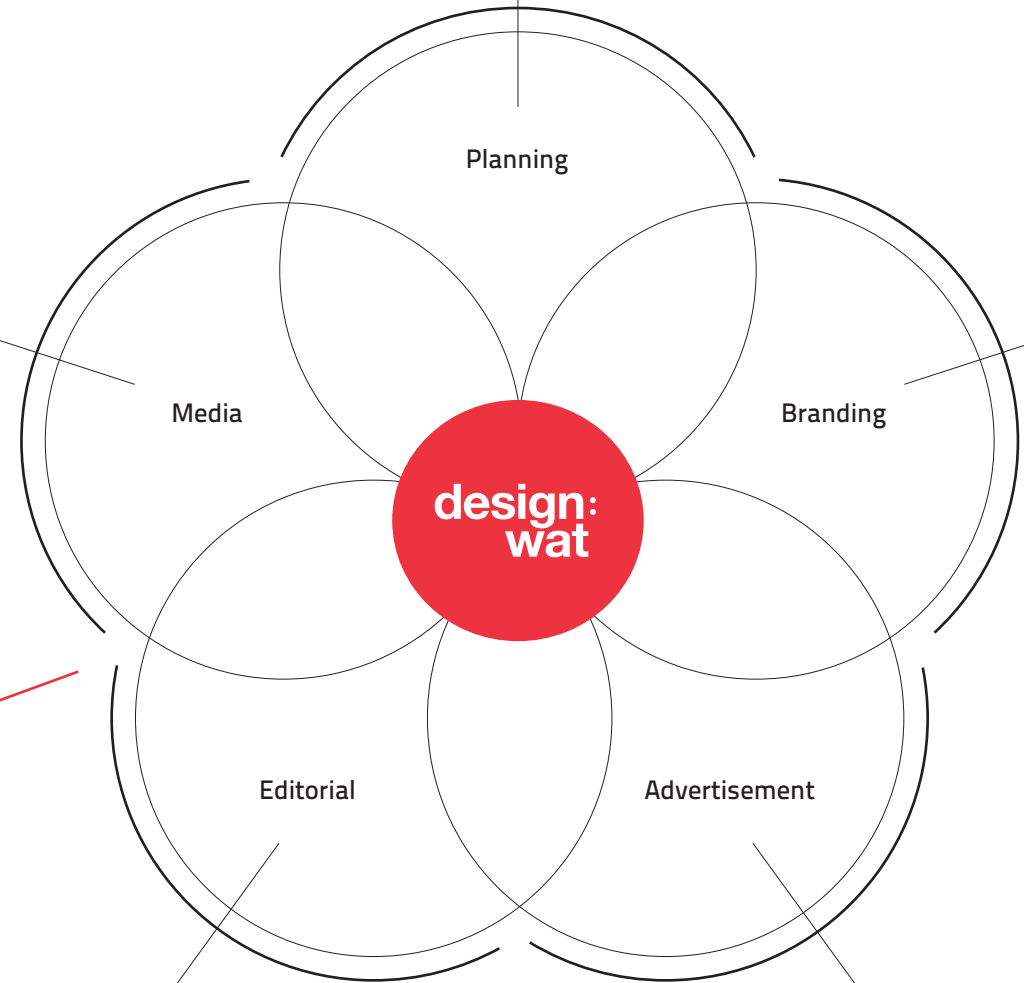 Planning
Media
Branding
design:
wat
Editorial
Advertisement